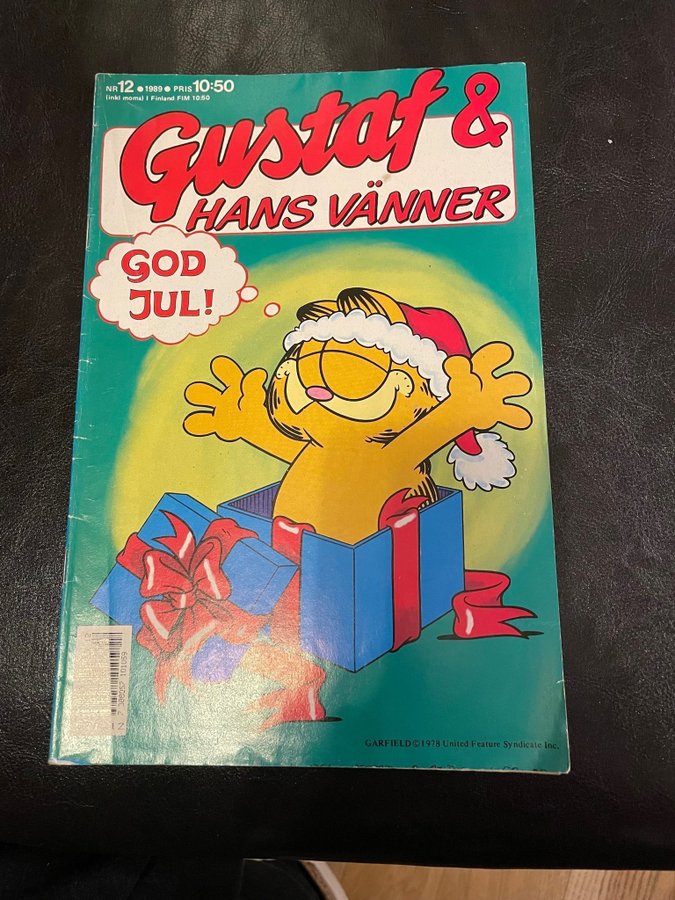 NR 12 ● 1989 ● PRIS 10:50
(inkl moms) I Finland FIM 10:50
Gustaf &
HANS VÄNNER
GOD
JUL!
GARFIELD © 1978 United Feature Syndicate Inc.